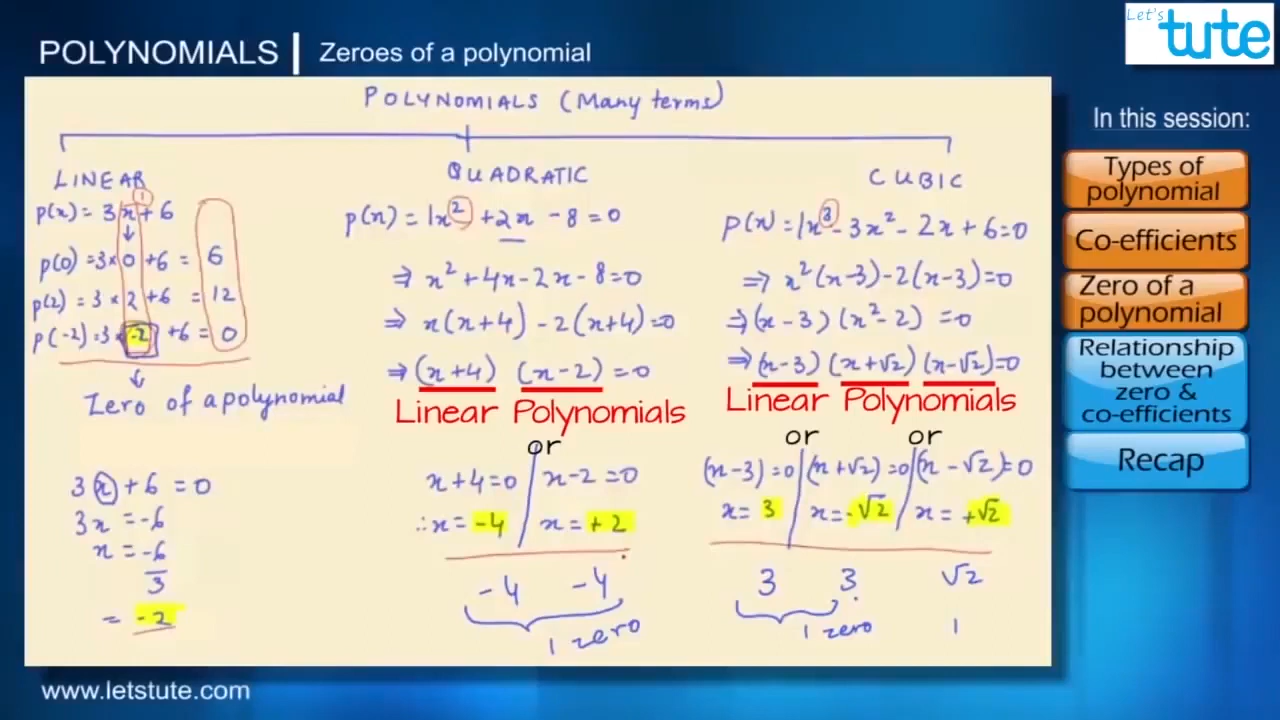 Let's tute
POLYNOMIALS | Zeroes of a polynomial
POLYNOMIALS (Many terms)
LINEAR
1
p(x) = 3x + 6
p(0) = 3×0 + 6 = 6
p(2) = 3×2 + 6 = 12
p(-2) = 3×-2 + 6 = 0
Zero of a polynomial
3x + 6 = 0
3x = -6
x = -6/3
= -2
QUADRATIC
p(x) = 1x² + 2x - 8 = 0
⇒ x² + 4x - 2x - 8 = 0
⇒ x(x+4) - 2(x+4) = 0
⇒ (x+4) (x-2) = 0
Linear Polynomials
or
x+4=0 / x-2=0
∴ x = -4 x = +2
-4 -4
1 zero
CUBIC
P(x) = 1x³ - 3x² - 2x + 6 = 0
⇒ x²(x-3) - 2(x-3) = 0
⇒ (x-3) (x²-2) = 0
⇒ (x-3) (x+√2) (x-√2) = 0
Linear Polynomials
or or
(x-3)=0 / (x+√2)=0 / (x-√2)=0
x = 3 x = -√2 x = +√2
3 3 √2
1 zero 1
In this session:
Types of
polynomial
Co-efficients
Zero of a
polynomial
Relationship
between
zero &
co-efficients
Recap
www.letstute.com